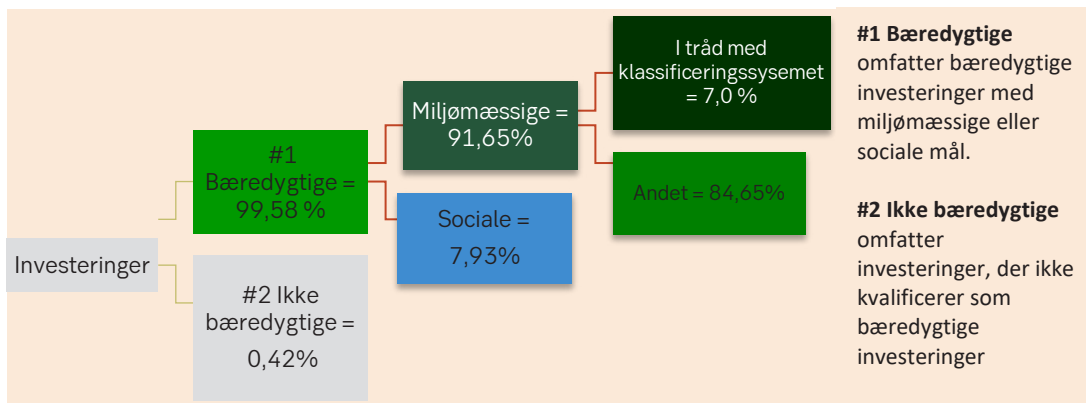 Investeringer
#1
Bæredygtige =
99,58 %
#2 Ikke
bæredygtige =
0,42%
Miljømæssige =
91,65%
Sociale =
7,93%
I tråd med
klassificeringssysemet
= 7,0 %
Andet = 84,65%
#1 Bæredygtige
omfatter bæredygtige
investeringer med
miljømæssige eller
sociale mål.
#2 Ikke bæredygtige
omfatter
investeringer, der ikke
kvalificerer som
bæredygtige
investeringer